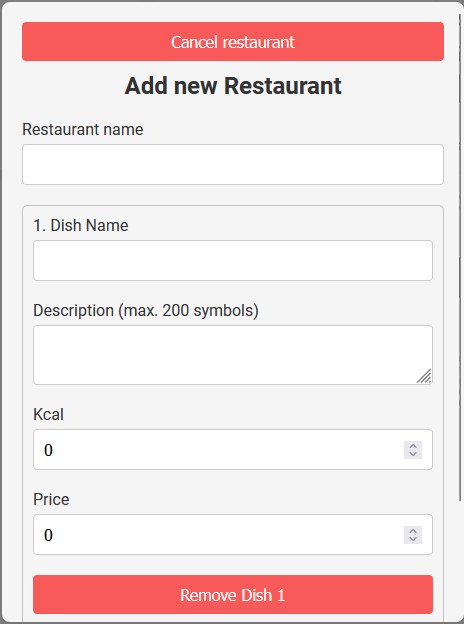 Cancel restaurant
Add new Restaurant
Restaurant name
1. Dish Name
Description (max. 200 symbols)
Kcal
0
Price
0
Remove Dish 1